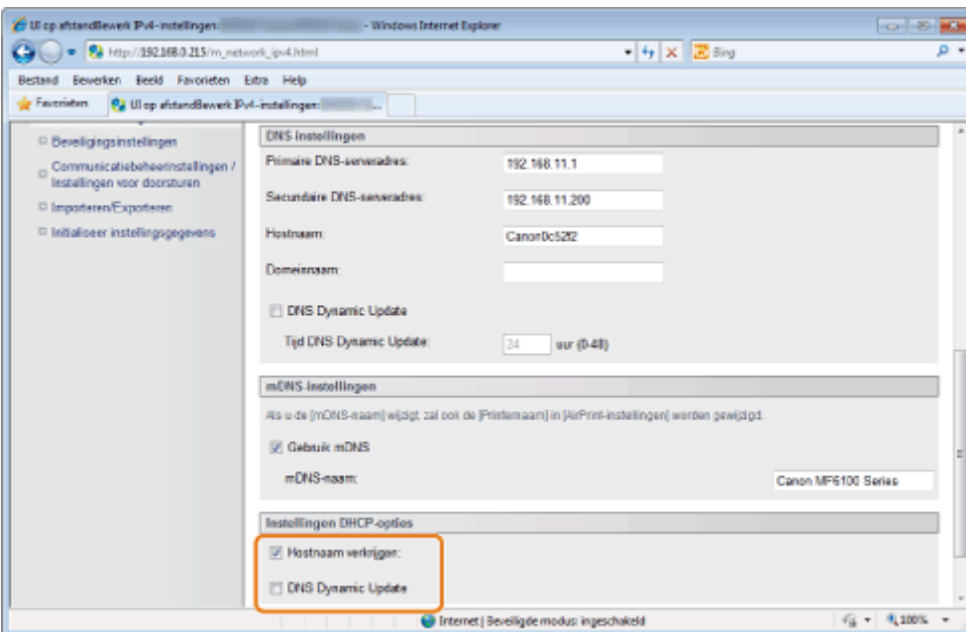 UI op afstandBewerk IPv4-instellingen: - Windows Internet Explorer
http://192.168.0.215/m_network_ipv4.html
Bing
Bestand Bewerken Beeld Favorieten Extra Help
Favorieten UI op afstandBewerk IPv4-instellingen: ...
Beveiligingsinstellingen
Communicatiebeheerinstellingen /
Instellingen voor doorsturen
Importeren/Exporteren
Initialiseer instellingsgegevens
DNS-instellingen
Primaire DNS-serveradres: 192.168.11.1
Secundaire DNS-serveradres: 192.168.11.200
Hostnaam: Canon0c52f2
Domeinnaam:
DNS Dynamic Update
Tijd DNS Dynamic Update: 24 uur (0-48)
mDNS-instellingen
Als u de [mDNS-naam] wijzigt, zal ook de [Printernaam] in [AirPrint-instellingen] worden gewijzigd.
Gebruik mDNS
mDNS-naam: Canon MF6100 Series
Instellingen DHCP-opties
Hostnaam verkrijgen:
DNS Dynamic Update
Internet | Beveiligde modus: ingeschakeld 100%